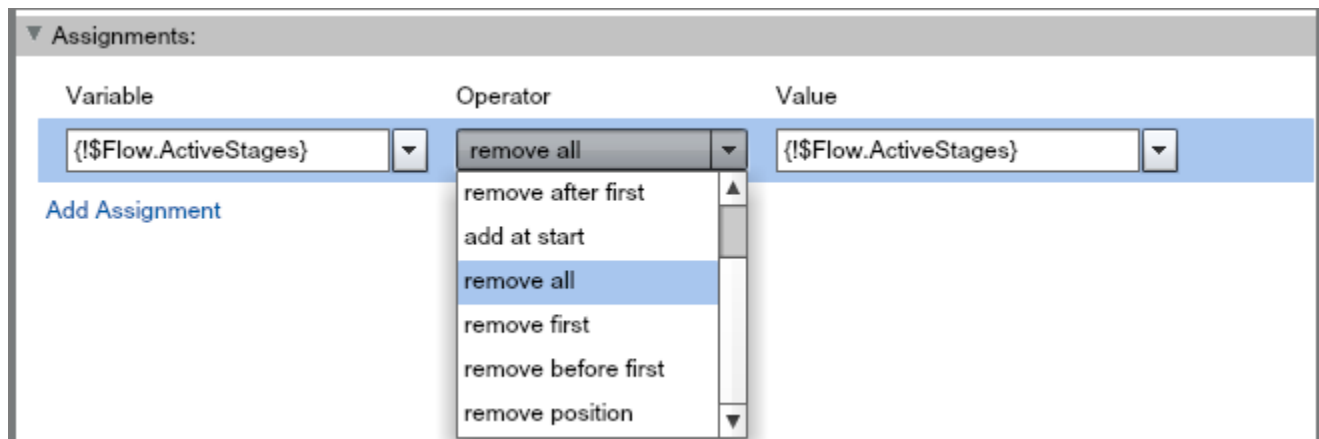 Assignments:
Variable Operator Value
{!$Flow.ActiveStages} remove all {!$Flow.ActiveStages}
remove after first
Add Assignment
add at start
remove all
remove first
remove before first
remove position